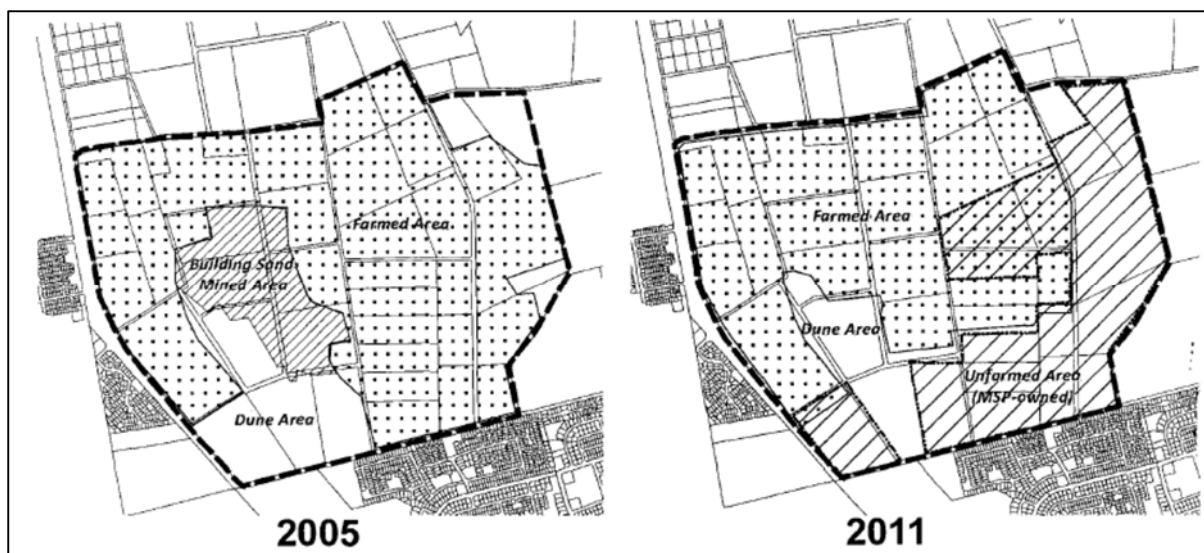 Farmed Area
Building Sand
Mined Area
Dune Area
2005
Farmed Area
Dune Area
Unfarmed Area
(MSP-owned)
2011